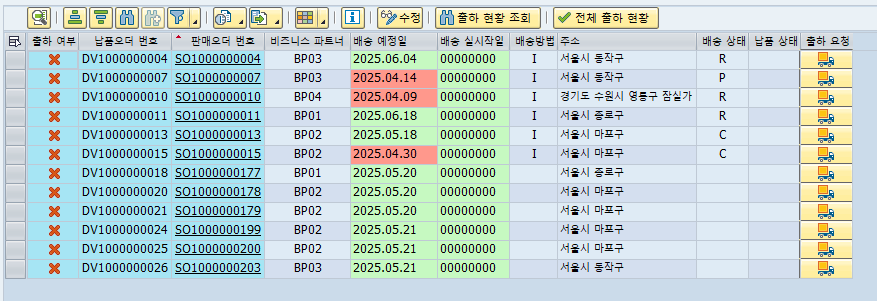 수정 출하 현황 조회 전체 출하 현황
출하 여부 납품오더 번호 판매오더 번호 비즈니스 파트너 배송 예정일 배송 실시작일 배송방법 주소 배송 상태 납품 상태 출하 요청
DV1000000004 SO1000000004 BP03 2025.06.04 00000000 I 서울시 동작구 R
DV1000000007 SO1000000007 BP03 2025.04.14 00000000 I 서울시 동작구 P
DV1000000010 SO1000000010 BP04 2025.04.09 00000000 I 경기도 수원시 영통구 잠실가 R
DV1000000011 SO1000000011 BP01 2025.06.18 00000000 I 서울시 종로구 R
DV1000000013 SO1000000013 BP02 2025.05.18 00000000 I 서울시 마포구 C
DV1000000015 SO1000000015 BP02 2025.04.30 00000000 I 서울시 마포구 C
DV1000000018 SO1000000177 BP01 2025.05.20 00000000 서울시 종로구
DV1000000020 SO1000000178 BP02 2025.05.20 00000000 서울시 마포구
DV1000000021 SO1000000179 BP02 2025.05.20 00000000 서울시 마포구
DV1000000024 SO1000000199 BP02 2025.05.21 00000000 서울시 마포구
DV1000000025 SO1000000200 BP02 2025.05.21 00000000 서울시 마포구
DV1000000026 SO1000000203 BP03 2025.05.21 00000000 서울시 동작구